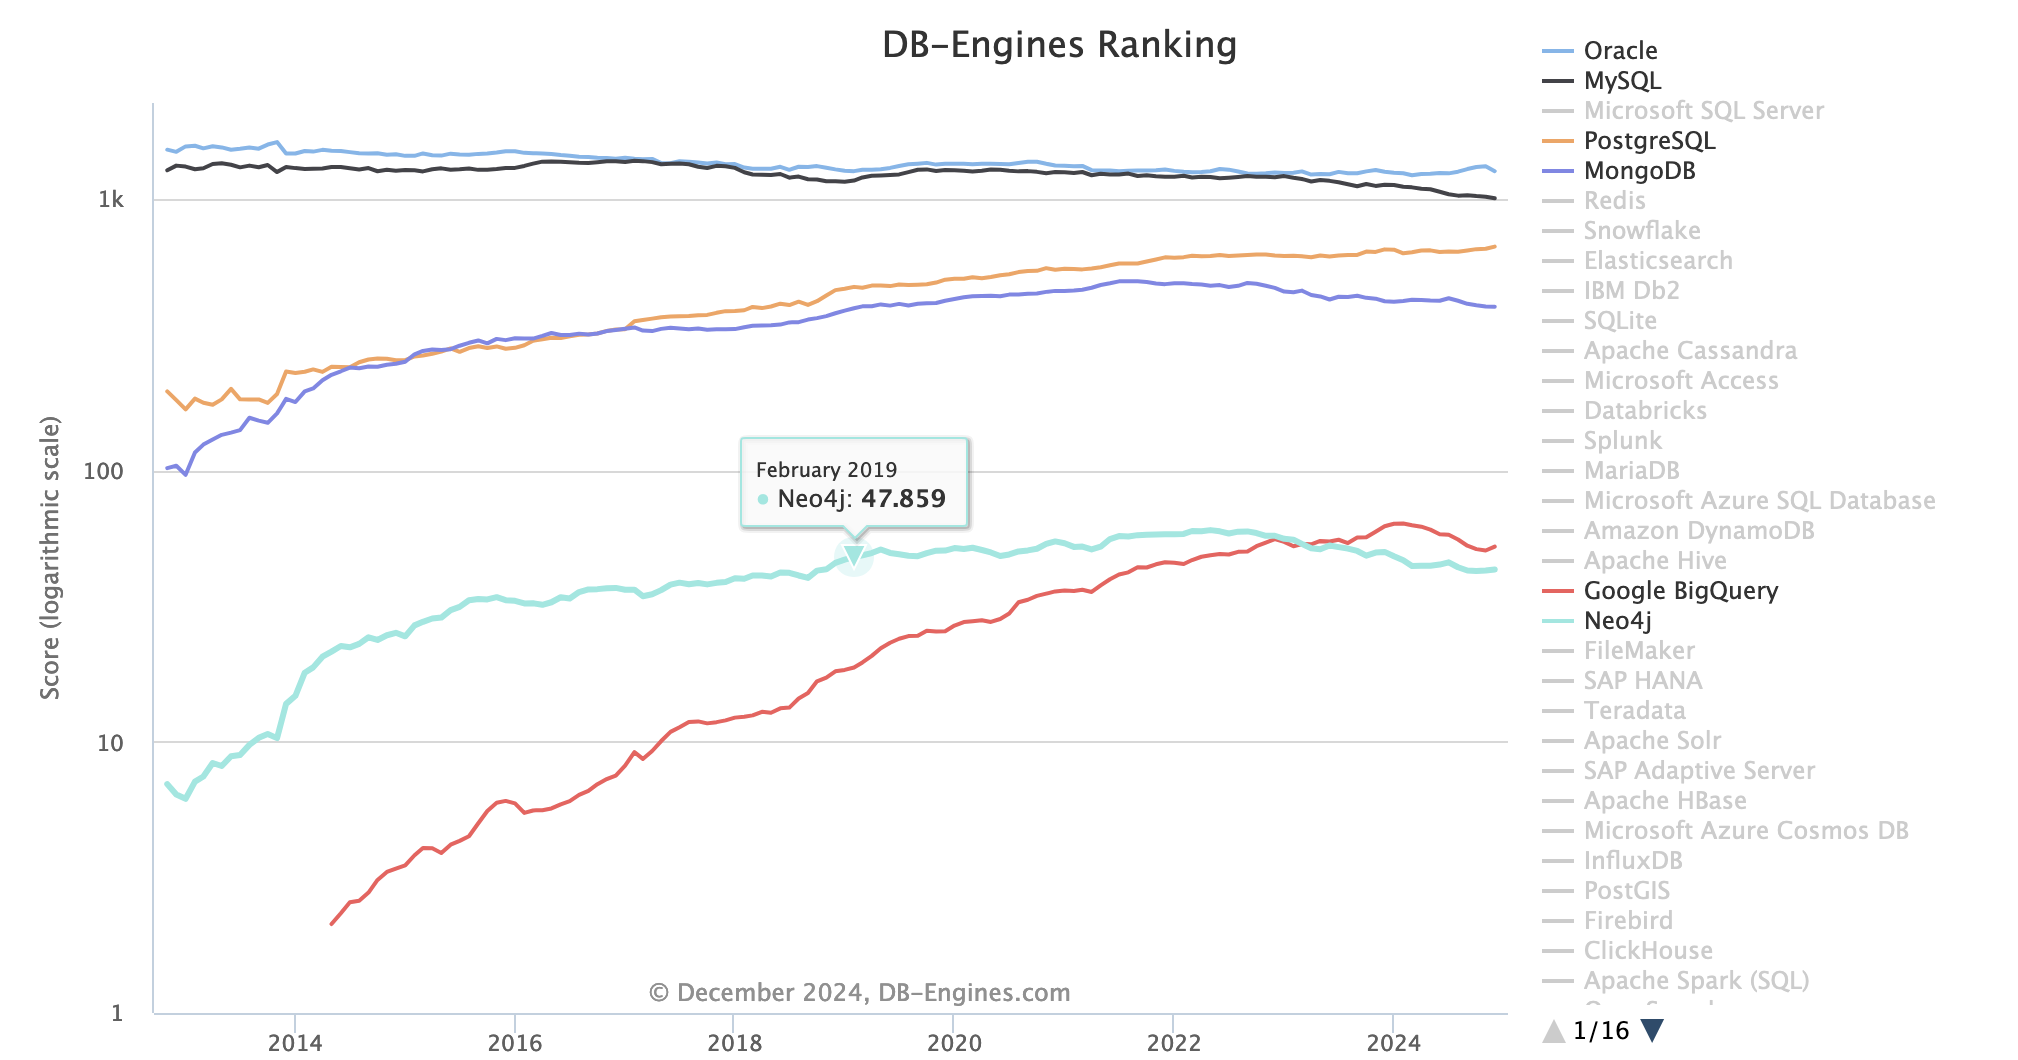 DB-Engines Ranking
Score (logarithmic scale)
1k
100
10
1
2014
2016
2018
2020
2022
2024
February 2019
Neo4j: 47.859
© December 2024, DB-Engines.com
Oracle
MySQL
Microsoft SQL Server
PostgreSQL
MongoDB
Redis
Snowflake
Elasticsearch
IBM Db2
SQLite
Apache Cassandra
Microsoft Access
Databricks
Splunk
MariaDB
Microsoft Azure SQL Database
Amazon DynamoDB
Apache Hive
Google BigQuery
Neo4j
FileMaker
SAP HANA
Teradata
Apache Solr
SAP Adaptive Server
Apache HBase
Microsoft Azure Cosmos DB
InfluxDB
PostGIS
Firebird
ClickHouse
Apache Spark (SQL)
1/16